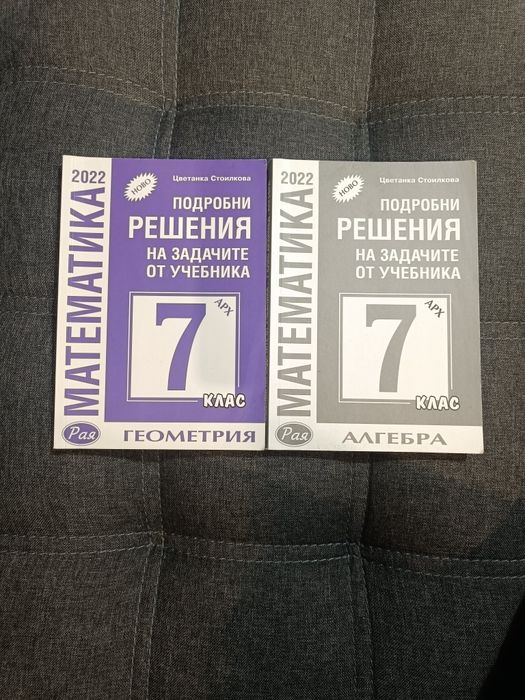 2022
МАТЕМАТИКА
НОВО
Цветанка Стоилкова
ПОДРОБНИ
РЕШЕНИЯ
НА ЗАДАЧИТЕ
ОТ УЧЕБНИКА
АРХ
7
КЛАС
Рая
ГЕОМЕТРИЯ
2022
МАТЕМАТИКА
НОВО
Цветанка Стоилкова
ПОДРОБНИ
РЕШЕНИЯ
НА ЗАДАЧИТЕ
ОТ УЧЕБНИКА
АРХ
7
КЛАС
Рая
АЛГЕБРА